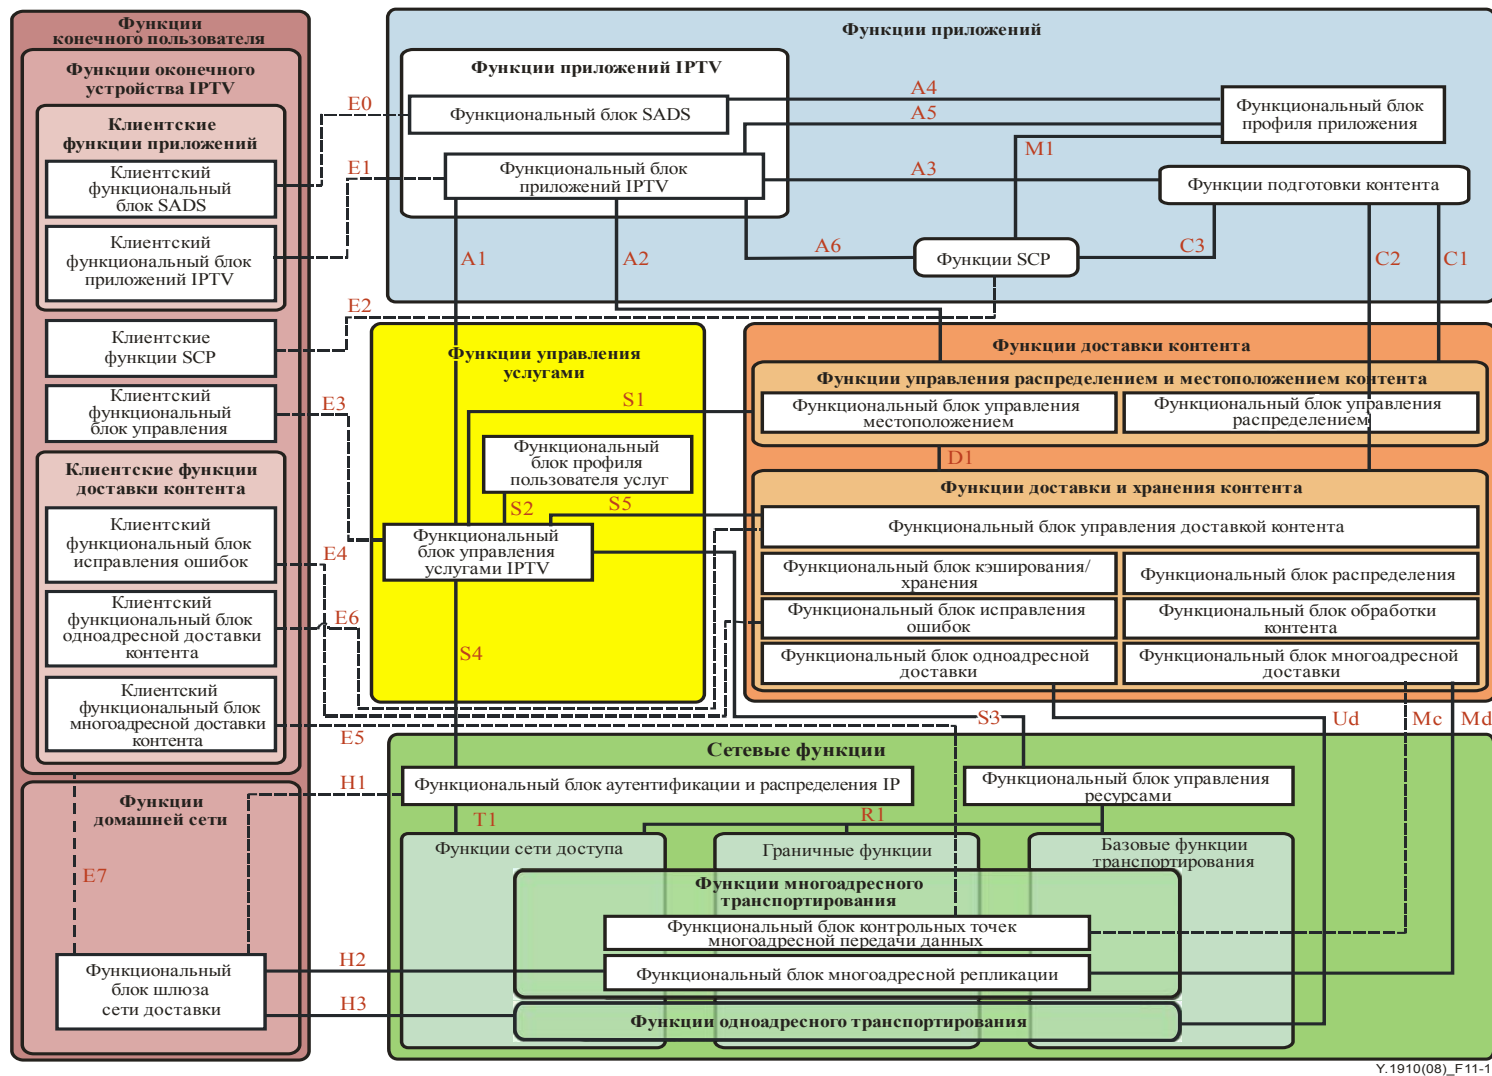 Функции
конечного пользователя
Функции оконечного
устройства IPTV
Клиентские
функции приложений
Клиентский
функциональный
блок SADS
Клиентский
функциональный блок
приложений IPTV
Клиентские
функции SCP
Клиентский
функциональный
блок управления
Клиентские функции
доставки контента
Клиентский
функциональный блок
исправления ошибок
Клиентский
функциональный блок
одноадресной доставки
контента
Клиентский
функциональный блок
многоадресной доставки
контента
Функции
домашней сети
E7
Функциональный
блок шлюза
сети доставки
E0
E1
E2
E3
E4
E6
E5
H1
H2
H3
Функции приложений
Функции приложений IPTV
Функциональный блок SADS
Функциональный блок
приложений IPTV
A4
A5
M1
A3
Функциональный блок
профиля приложения
Функции подготовки контента
A1
A2
A6
Функции SCP
C3
C2
C1
Функции управления
услугами
S1
Функциональный
блок профиля
пользователя услуг
S2
S5
Функциональный
блок управления
услугами IPTV
S4
Функции доставки контента
Функции управления распределением и местоположением контента
Функциональный блок управления
местоположением
Функциональный блок управления
распределением
D1
Функции доставки и хранения контента
Функциональный блок управления доставкой контента
Функциональный блок кэширования/
хранения
Функциональный блок распределения
Функциональный блок исправления
ошибок
Функциональный блок обработки
контента
Функциональный блок одноадресной
доставки
Функциональный блок многоадресной
доставки
S3
Ud
Mc
Md
Сетевые функции
Функциональный блок аутентификации и распределения IP
Функциональный блок управления
ресурсами
T1
R1
Функции сети доступа
Граничные функции
Базовые функции
транспортирования
Функции многоадресного
транспортирования
Функциональный блок контрольных точек
многоадресной передачи данных
Функциональный блок многоадресной репликации
Функции одноадресного транспортирования
Y.1910(08)_F11-1